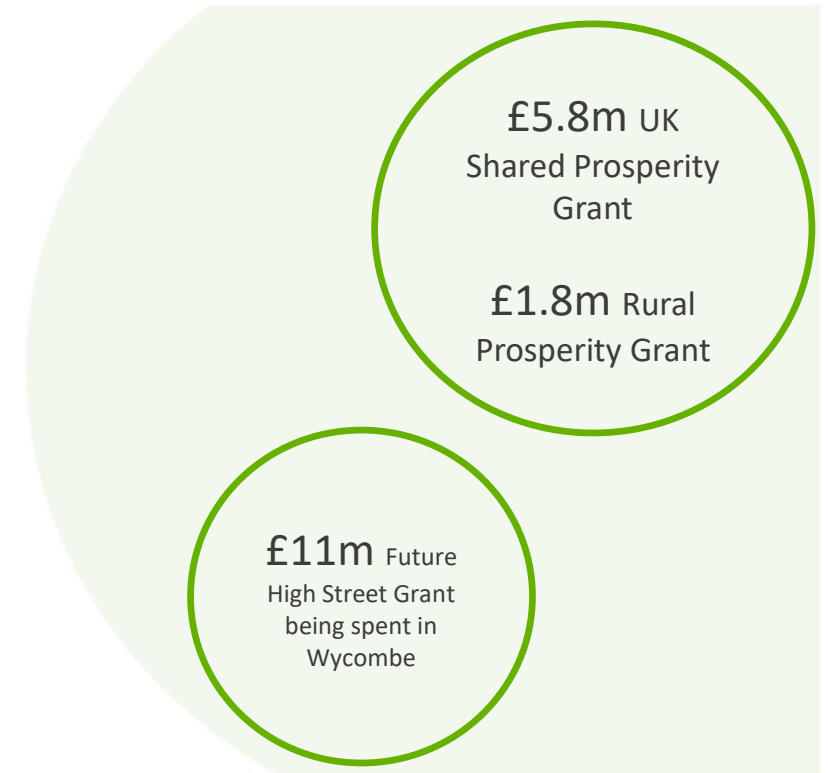 £5.8m UK
Shared Prosperity
Grant
£1.8m Rural
Prosperity Grant
£11m Future
High Street Grant
being spent in
Wycombe